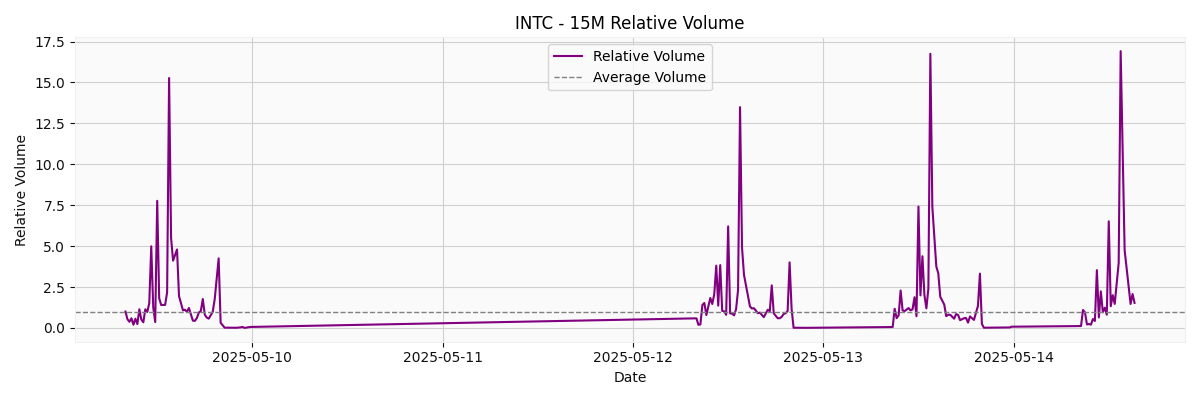 INTC - 15M Relative Volume
Relative Volume
Average Volume
17.5
15.0
12.5
10.0
7.5
5.0
2.5
0.0
Relative Volume
2025-05-10
2025-05-11
2025-05-12
2025-05-13
2025-05-14
Date